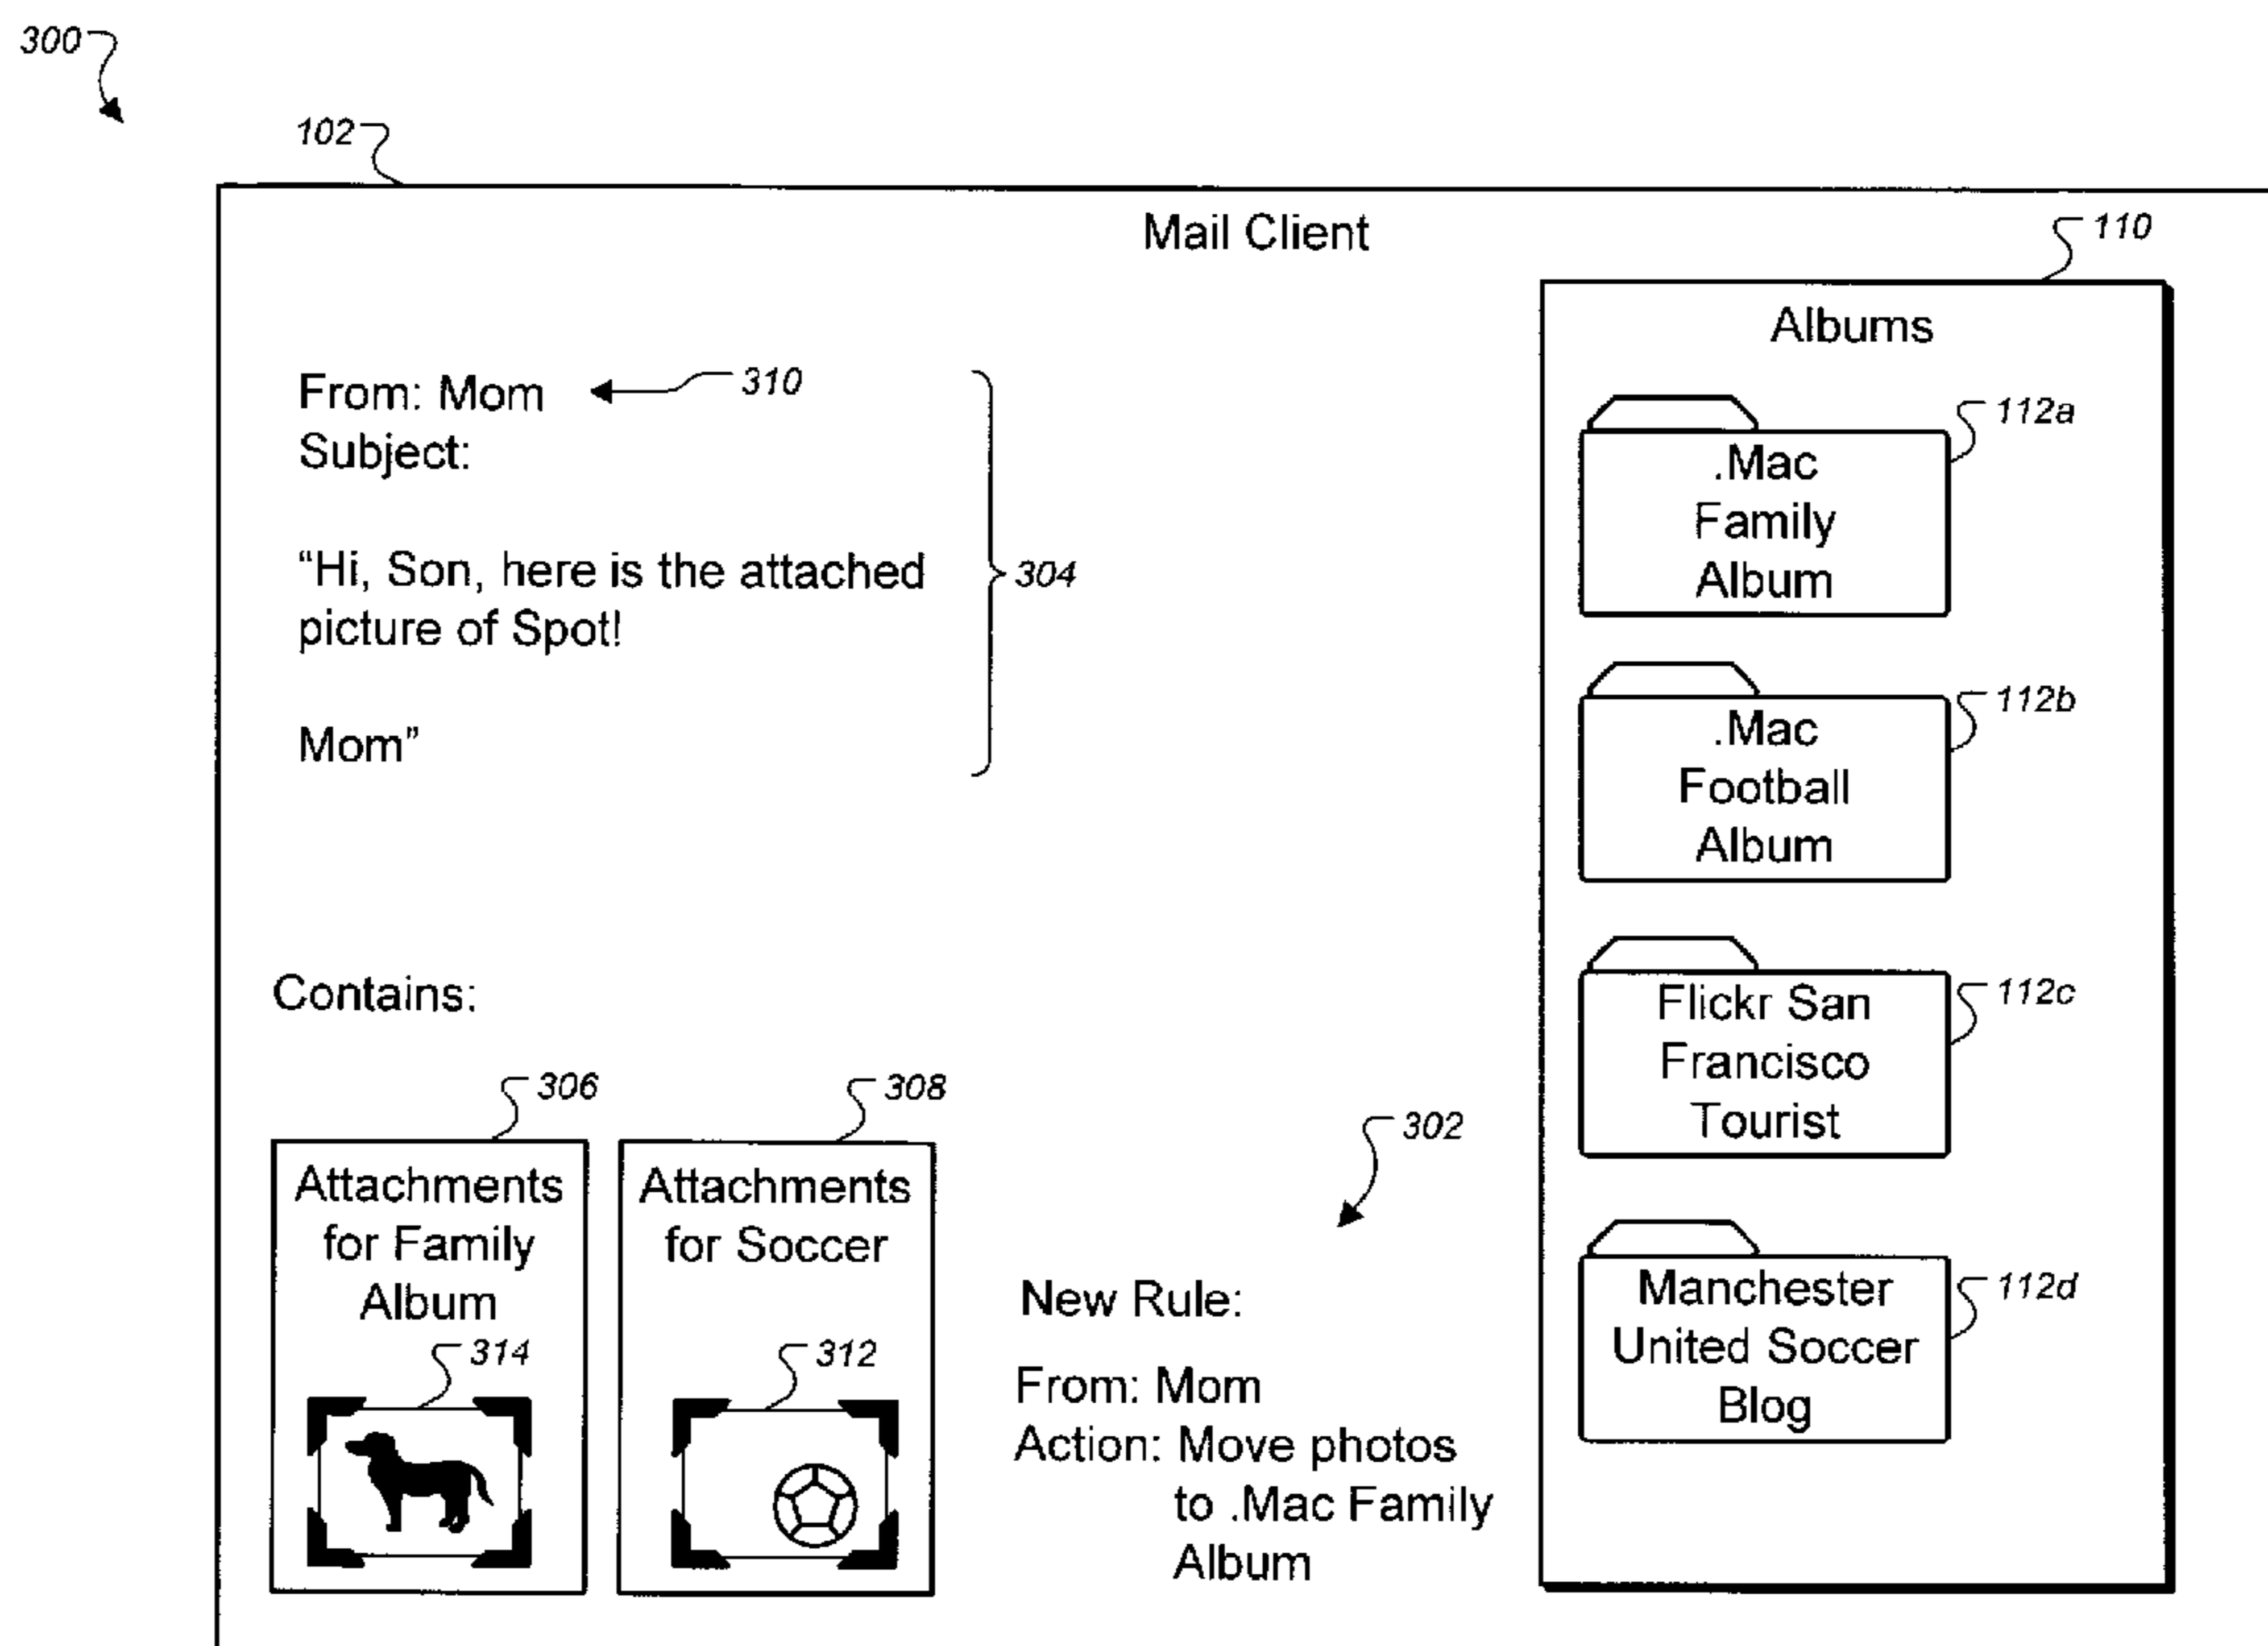 300
102
Mail Client
110
Albums
From: Mom
310
Subject:
"Hi, Son, here is the attached
picture of Spot!
Mom”
304
112a
.Mac
Family
Album
112b
.Mac
Football
Album
112c
Flickr San
Francisco
Tourist
112d
Manchester
United Soccer
Blog
Contains:
306
Attachments
for Family
Album
314
308
Attachments
for Soccer
312
302
New Rule:
From: Mom
Action: Move photos
to .Mac Family
Album